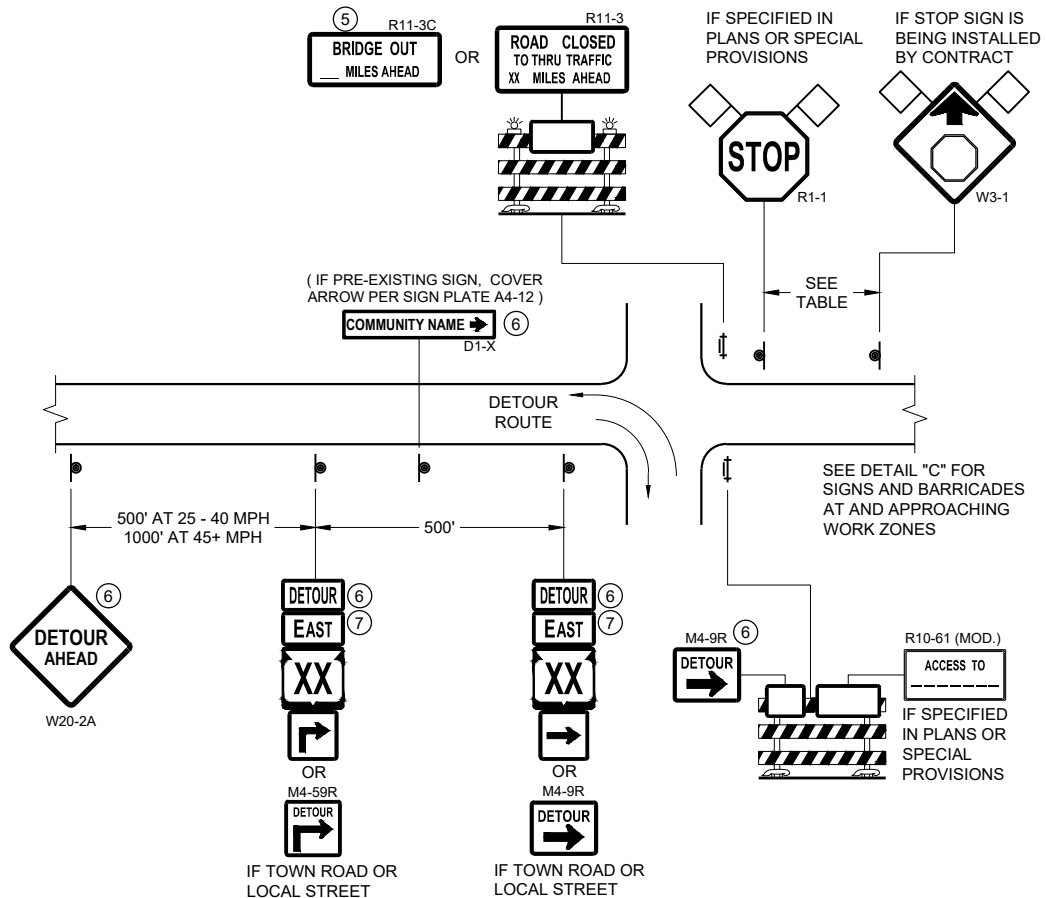 5
R11-3C
BRIDGE OUT
__ MILES AHEAD
OR
R11-3
ROAD CLOSED
TO THRU TRAFFIC
XX MILES AHEAD
IF SPECIFIED IN
PLANS OR SPECIAL
PROVISIONS
STOP
R1-1
IF STOP SIGN IS
BEING INSTALLED
BY CONTRACT
W3-1
SEE
TABLE
( IF PRE-EXISTING SIGN, COVER
ARROW PER SIGN PLATE A4-12 )
COMMUNITY NAME
6
D1-X
DETOUR
ROUTE
SEE DETAIL "C" FOR
SIGNS AND BARRICADES
AT AND APPROACHING
WORK ZONES
500' AT 25 - 40 MPH
1000' AT 45+ MPH
500'
6
DETOUR
AHEAD
W20-2A
DETOUR
6
EAST
7
XX
OR
M4-59R
DETOUR
IF TOWN ROAD OR
LOCAL STREET
DETOUR
6
EAST
7
XX
OR
M4-9R
DETOUR
IF TOWN ROAD OR
LOCAL STREET
M4-9R
6
DETOUR
R10-61 (MOD.)
ACCESS TO
_ _ _ _ _ _ _ _
IF SPECIFIED
IN PLANS OR
SPECIAL
PROVISIONS